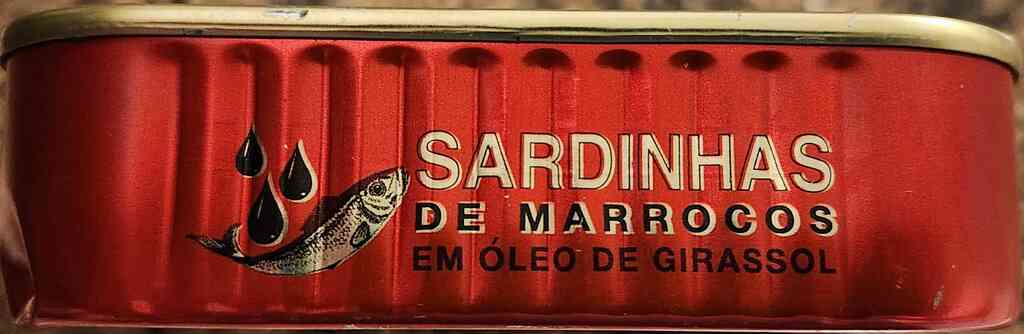 SARDINHAS
DE MARROCOS
EM ÓLEO DE GIRASSOL